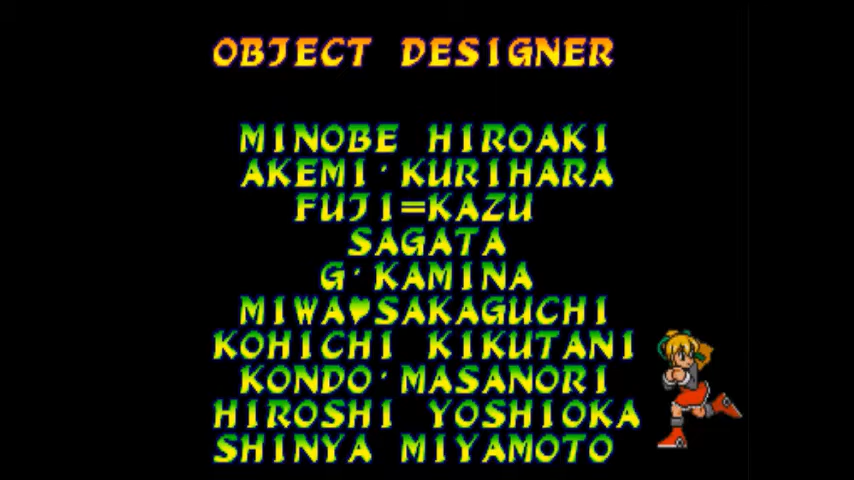 OBJECT DESIGNER
MINOBE HIROAKI
AKEMI·KURIHARA
FUJI=KAZU
SAGATA
G·KAMINA
MIWA♥SAKAGUCHI
KOHICHI KIKUTANI
KONDO·MASANORI
HIROSHI YOSHIOKA
SHINYA MIYAMOTO